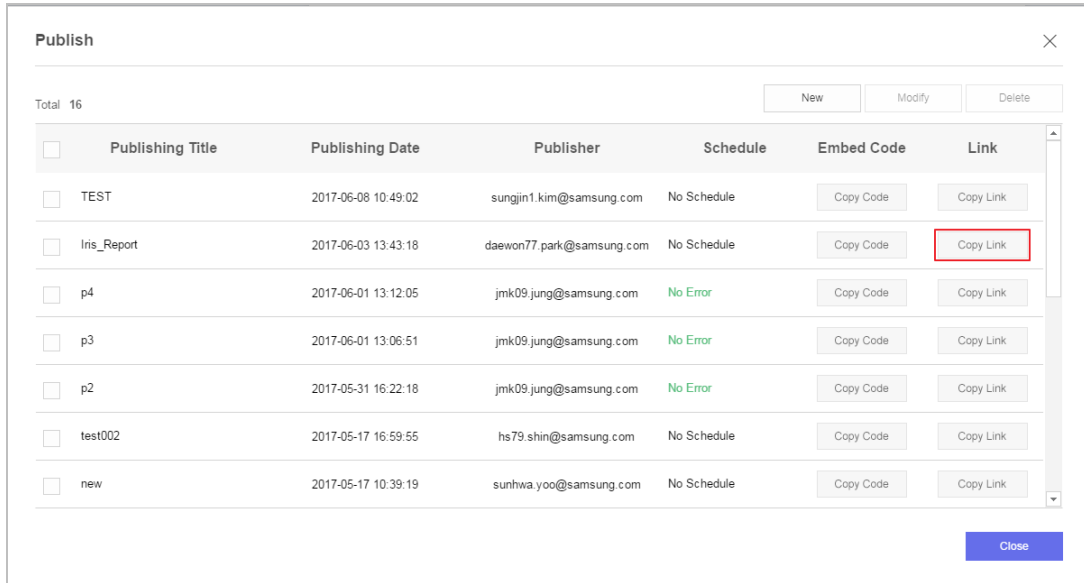 Publish
Total 16
New Modify Delete
Publishing Title Publishing Date Publisher Schedule Embed Code Link
TEST 2017-06-08 10:49:02 sungjin1.kim@samsung.com No Schedule Copy Code Copy Link
Iris_Report 2017-06-03 13:43:18 daewon77.park@samsung.com No Schedule Copy Code Copy Link
p4 2017-06-01 13:12:05 jmk09.jung@samsung.com No Error Copy Code Copy Link
p3 2017-06-01 13:06:51 jmk09.jung@samsung.com No Error Copy Code Copy Link
p2 2017-05-31 16:22:18 jmk09.jung@samsung.com No Error Copy Code Copy Link
test002 2017-05-17 16:59:55 hs79.shin@samsung.com No Schedule Copy Code Copy Link
new 2017-05-17 10:39:19 sunhwa.yoo@samsung.com No Schedule Copy Code Copy Link
Close